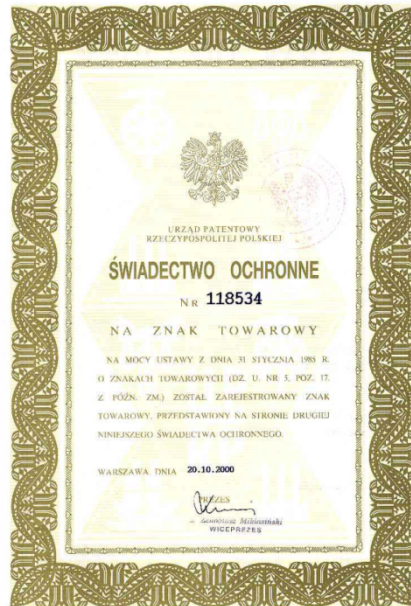 URZĄD PATENTOWY
RZECZYPOSPOLITEJ POLSKIEJ
ŚWIADECTWO OCHRONNE
NR 118534
NA ZNAK TOWAROWY
NA MOCY USTAWY Z DNIA 31 STYCZNIA 1985 R.
O ZNAKACH TOWAROWYCH (DZ. U. NR 5, POZ. 17,
Z PÓŹN. ZM.) ZOSTAŁ ZAREJESTROWANY ZNAK
TOWAROWY, PRZEDSTAWIONY NA STRONIE DRUGIEJ
NINIEJSZEGO ŚWIADECTWA OCHRONNEGO.
WARSZAWA, DNIA 20.10.2000
PREZES
WICEPREZES